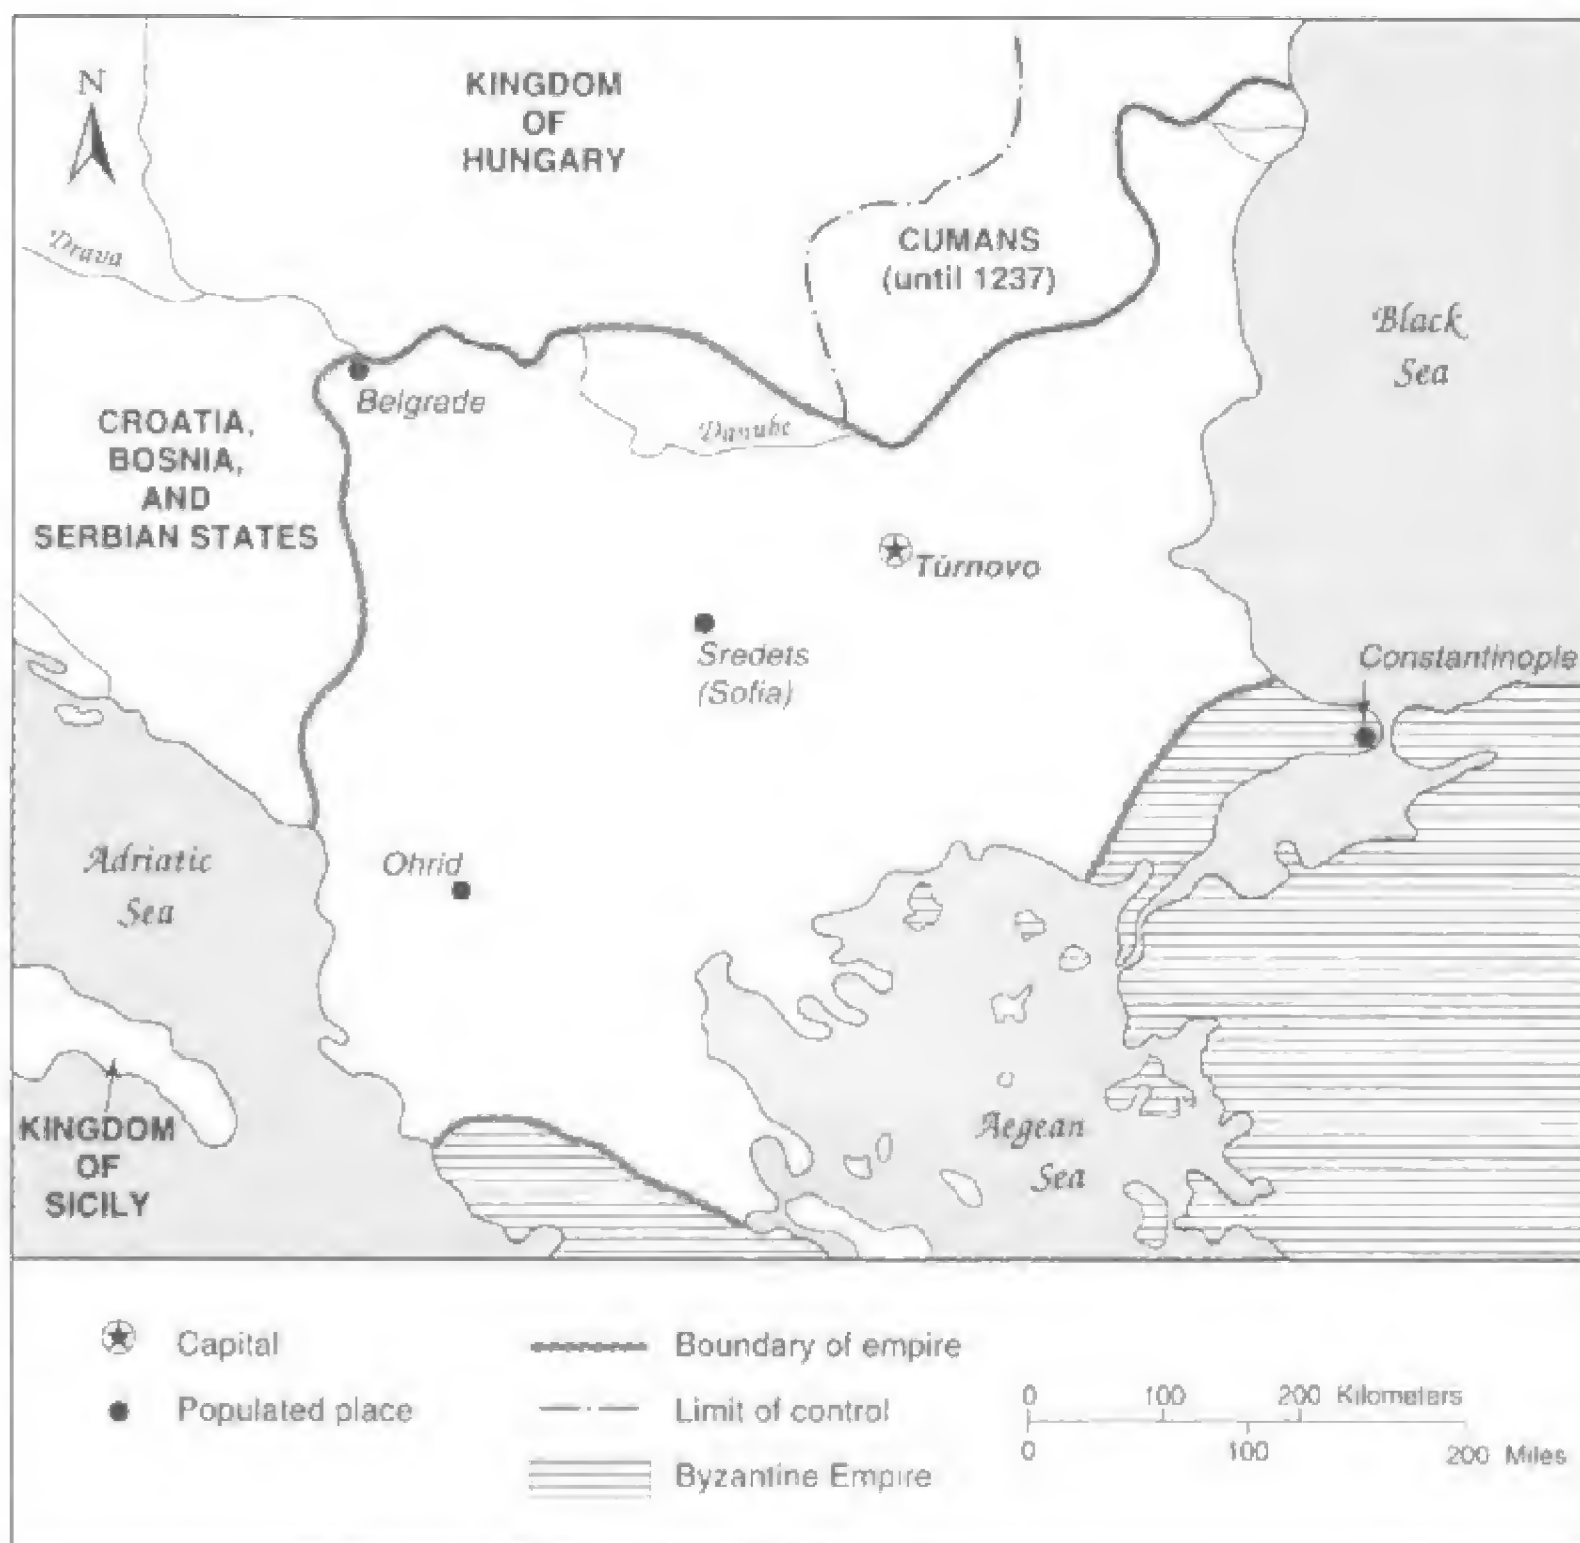 N
KINGDOM
OF
HUNGARY
Drava
CUMANS
(until 1237)
Black
Sea
Belgrade
Danube
CROATIA,
BOSNIA,
AND
SERBIAN STATES
Túrnovo
Sredets
(Sofia)
Constantinople
Adriatic
Sea
Ohrid
Aegean
Sea
KINGDOM
OF
SICILY
Capital
Populated place
Boundary of empire
Limit of control
Byzantine Empire
0 100 200 Kilometers
0 100 200 Miles